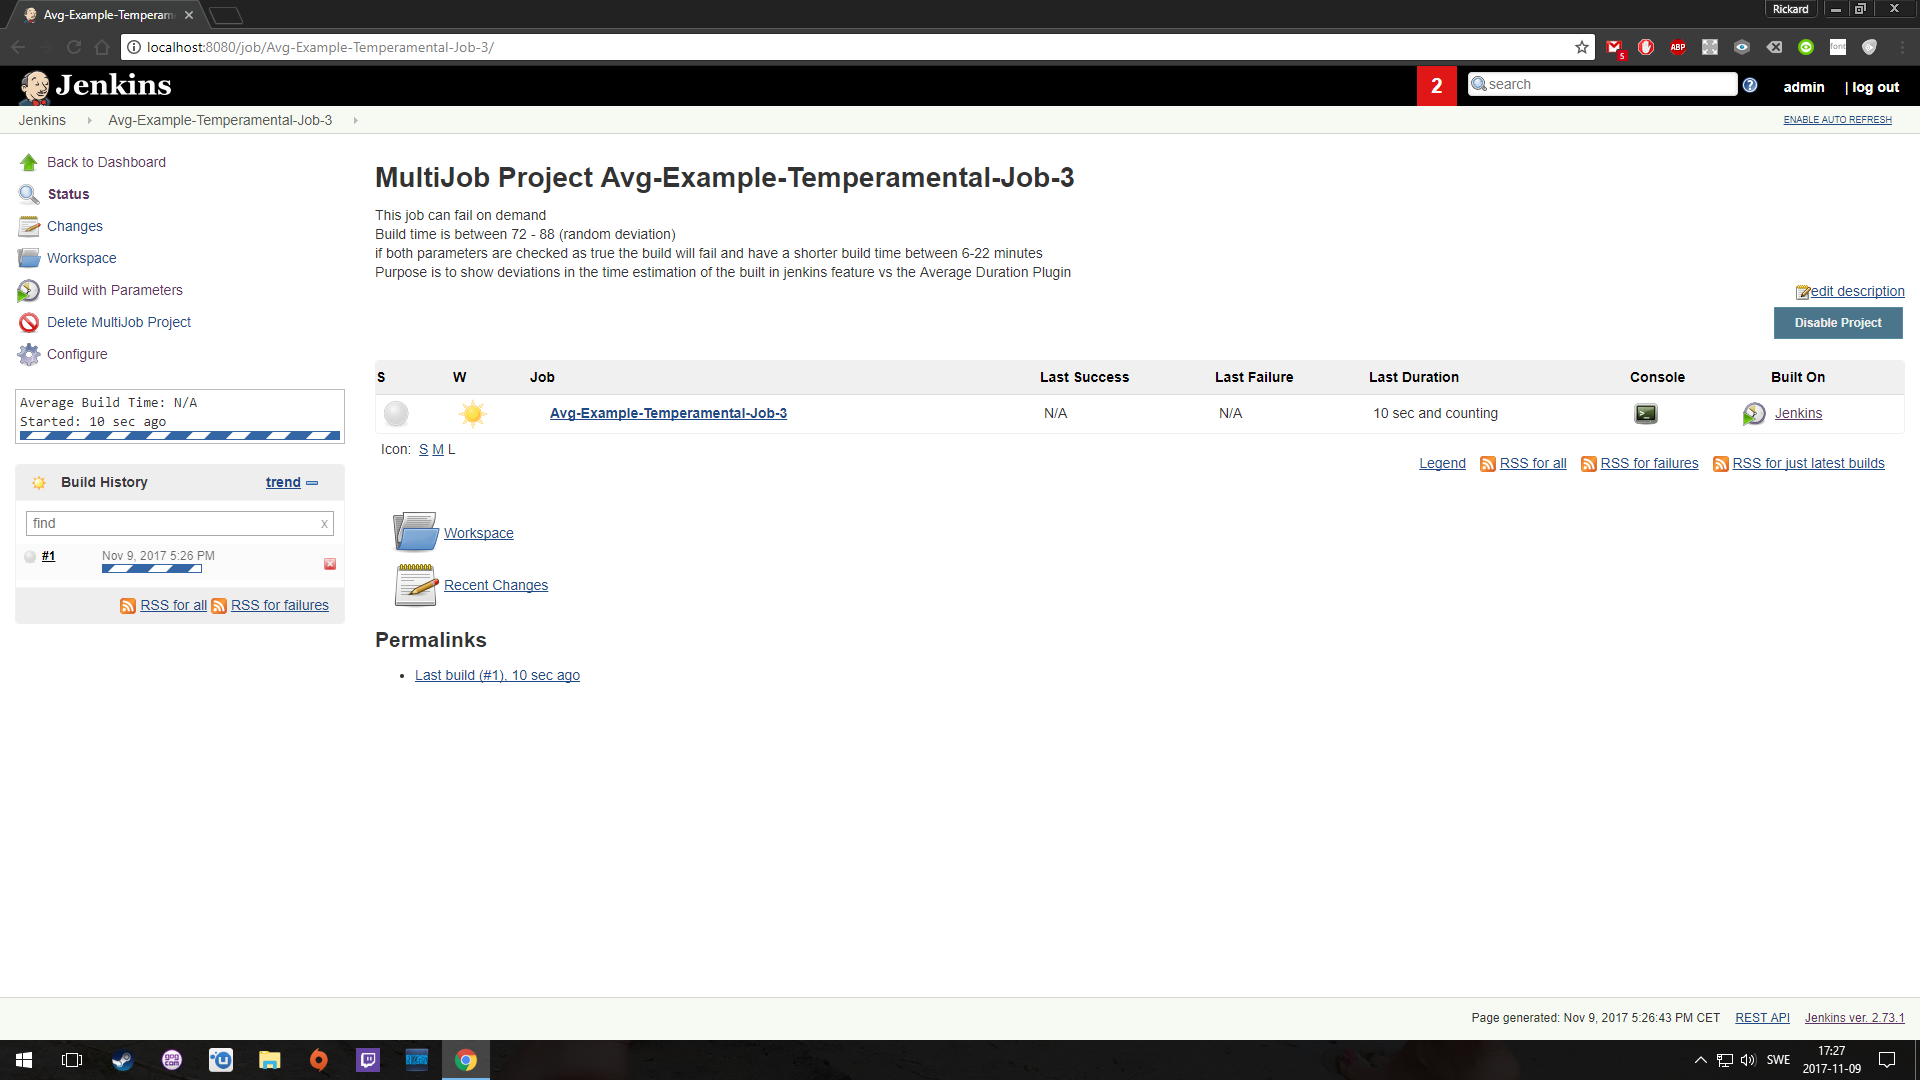 Avg-Example-Temperam
Rickard
localhost:8080/job/Avg-Example-Temperamental-Job-3/
5
ABP
font
Jenkins
2
search
admin
| log out
Jenkins
Avg-Example-Temperamental-Job-3
ENABLE AUTO REFRESH
Back to Dashboard
Status
Changes
Workspace
Build with Parameters
Delete MultiJob Project
Configure
Average Build Time: N/A
Started: 10 sec ago
Build History
trend
find
x
#1
Nov 9, 2017 5:26 PM
RSS for all
RSS for failures
MultiJob Project Avg-Example-Temperamental-Job-3
This job can fail on demand
Build time is between 72 - 88 (random deviation)
if both parameters are checked as true the build will fail and have a shorter build time between 6-22 minutes
Purpose is to show deviations in the time estimation of the built in jenkins feature vs the Average Duration Plugin
edit description
Disable Project
S W Job Last Success Last Failure Last Duration Console Built On
Avg-Example-Temperamental-Job-3 N/A N/A 10 sec and counting Jenkins
Icon: S M L
Legend RSS for all RSS for failures RSS for just latest builds
Workspace
Recent Changes
Permalinks
Last build (#1), 10 sec ago
Page generated: Nov 9, 2017 5:26:43 PM CET REST API Jenkins ver. 2.73.1
gog
com
SWE
17:27
2017-11-09